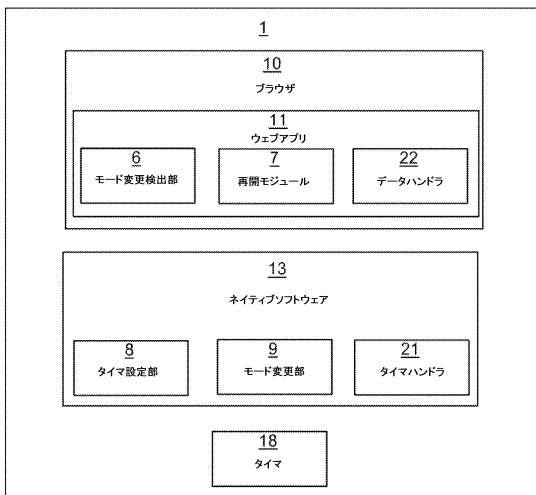 1
10
ブラウザ
11
ウェブアプリ
6
モード変更検出部
7
再開モジュール
22
データハンドラ
13
ネイティブソフトウェア
8
タイマ設定部
9
モード変更部
21
タイマハンドラ
18
タイマ